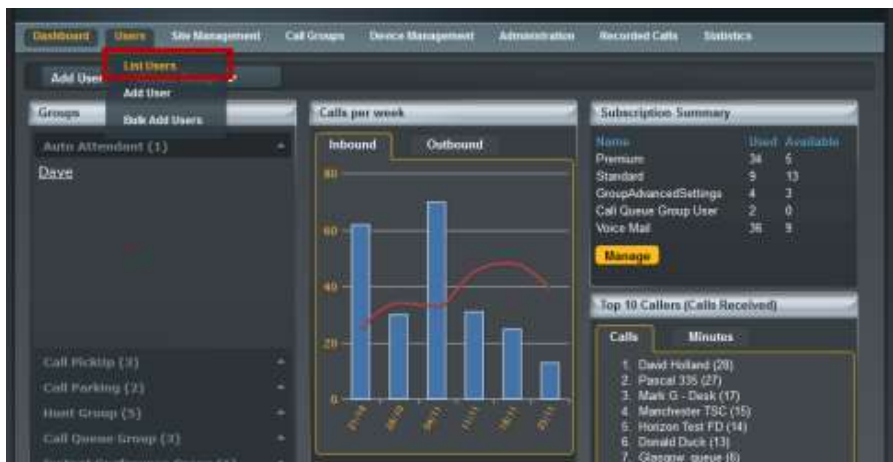 Dashboard Users Site Management Call Groups Device Management Administration Recorded Calls Statistics
List Users
Add User
Add User
Bulk Add Users
Groups
Auto Attendant (1)
Dave
Call PickUp (3)
Call Parking (2)
Hunt Group (5)
Call Queue Group (3)
Calls per week
Inbound Outbound
80
60
40
20
0
11/11
Subscription Summary
Name Used Available
Premium 34 5
Standard 9 13
GroupAdvancedSettings 4 3
Call Queue Group User 2 0
Voice Mail 36 9
Manage
Top 10 Callers (Calls Received)
Calls Minutes
1. David Holland (28)
2. Pascal 335 (27)
3. Mark G - Desk (17)
4. Manchester TSC (15)
5. Horizon Test FD (14)
6. Donald Duck (13)
7. Glasgow queue (6)